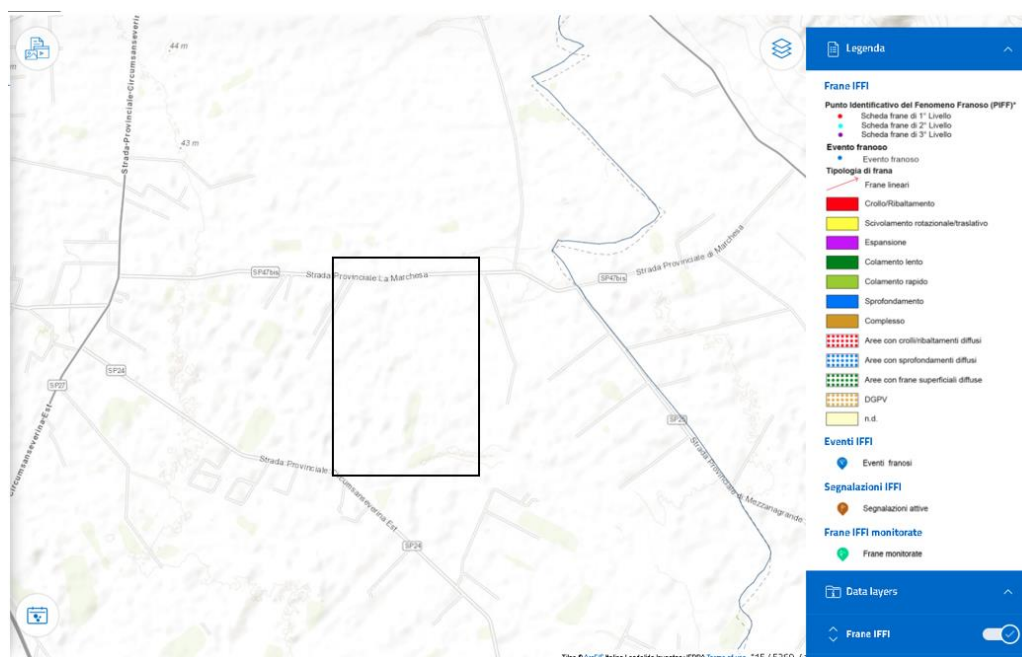 44 m
43 m
m
Strada-Provinciale-Circumsanseverina-Est
SP47bis
Strada Provinciale La Marchesa
SP47bis
Strada Provinciale di Marchesa
SP27
SP24
SP25
Circumsanseverina-Est
Strada Provinciale Circumsanseverina Est
Strada Provinciale di Mezzanagrande
SP24
Legenda
Frane IFFI
Punto Identificativo del Fenomeno Franoso (PIFF)*
Scheda frane di 1° Livello
Scheda frane di 2° Livello
Scheda frane di 3° Livello
Evento franoso
Evento franoso
Tipologia di frana
Frane lineari
Crollo/Ribaltamento
Scivolamento rotazionale/traslativo
Espansione
Colamento lento
Colamento rapido
Sprofondamento
Complesso
Aree con crolli/ribaltamenti diffusi
Aree con sprofondamenti diffusi
Aree con frane superficiali diffuse
DGPV
n.d.
Eventi IFFI
Eventi franosi
Segnalazioni IFFI
Segnalazioni attive
Frane IFFI monitorate
Frane monitorate
Data layers
Frane IFFI